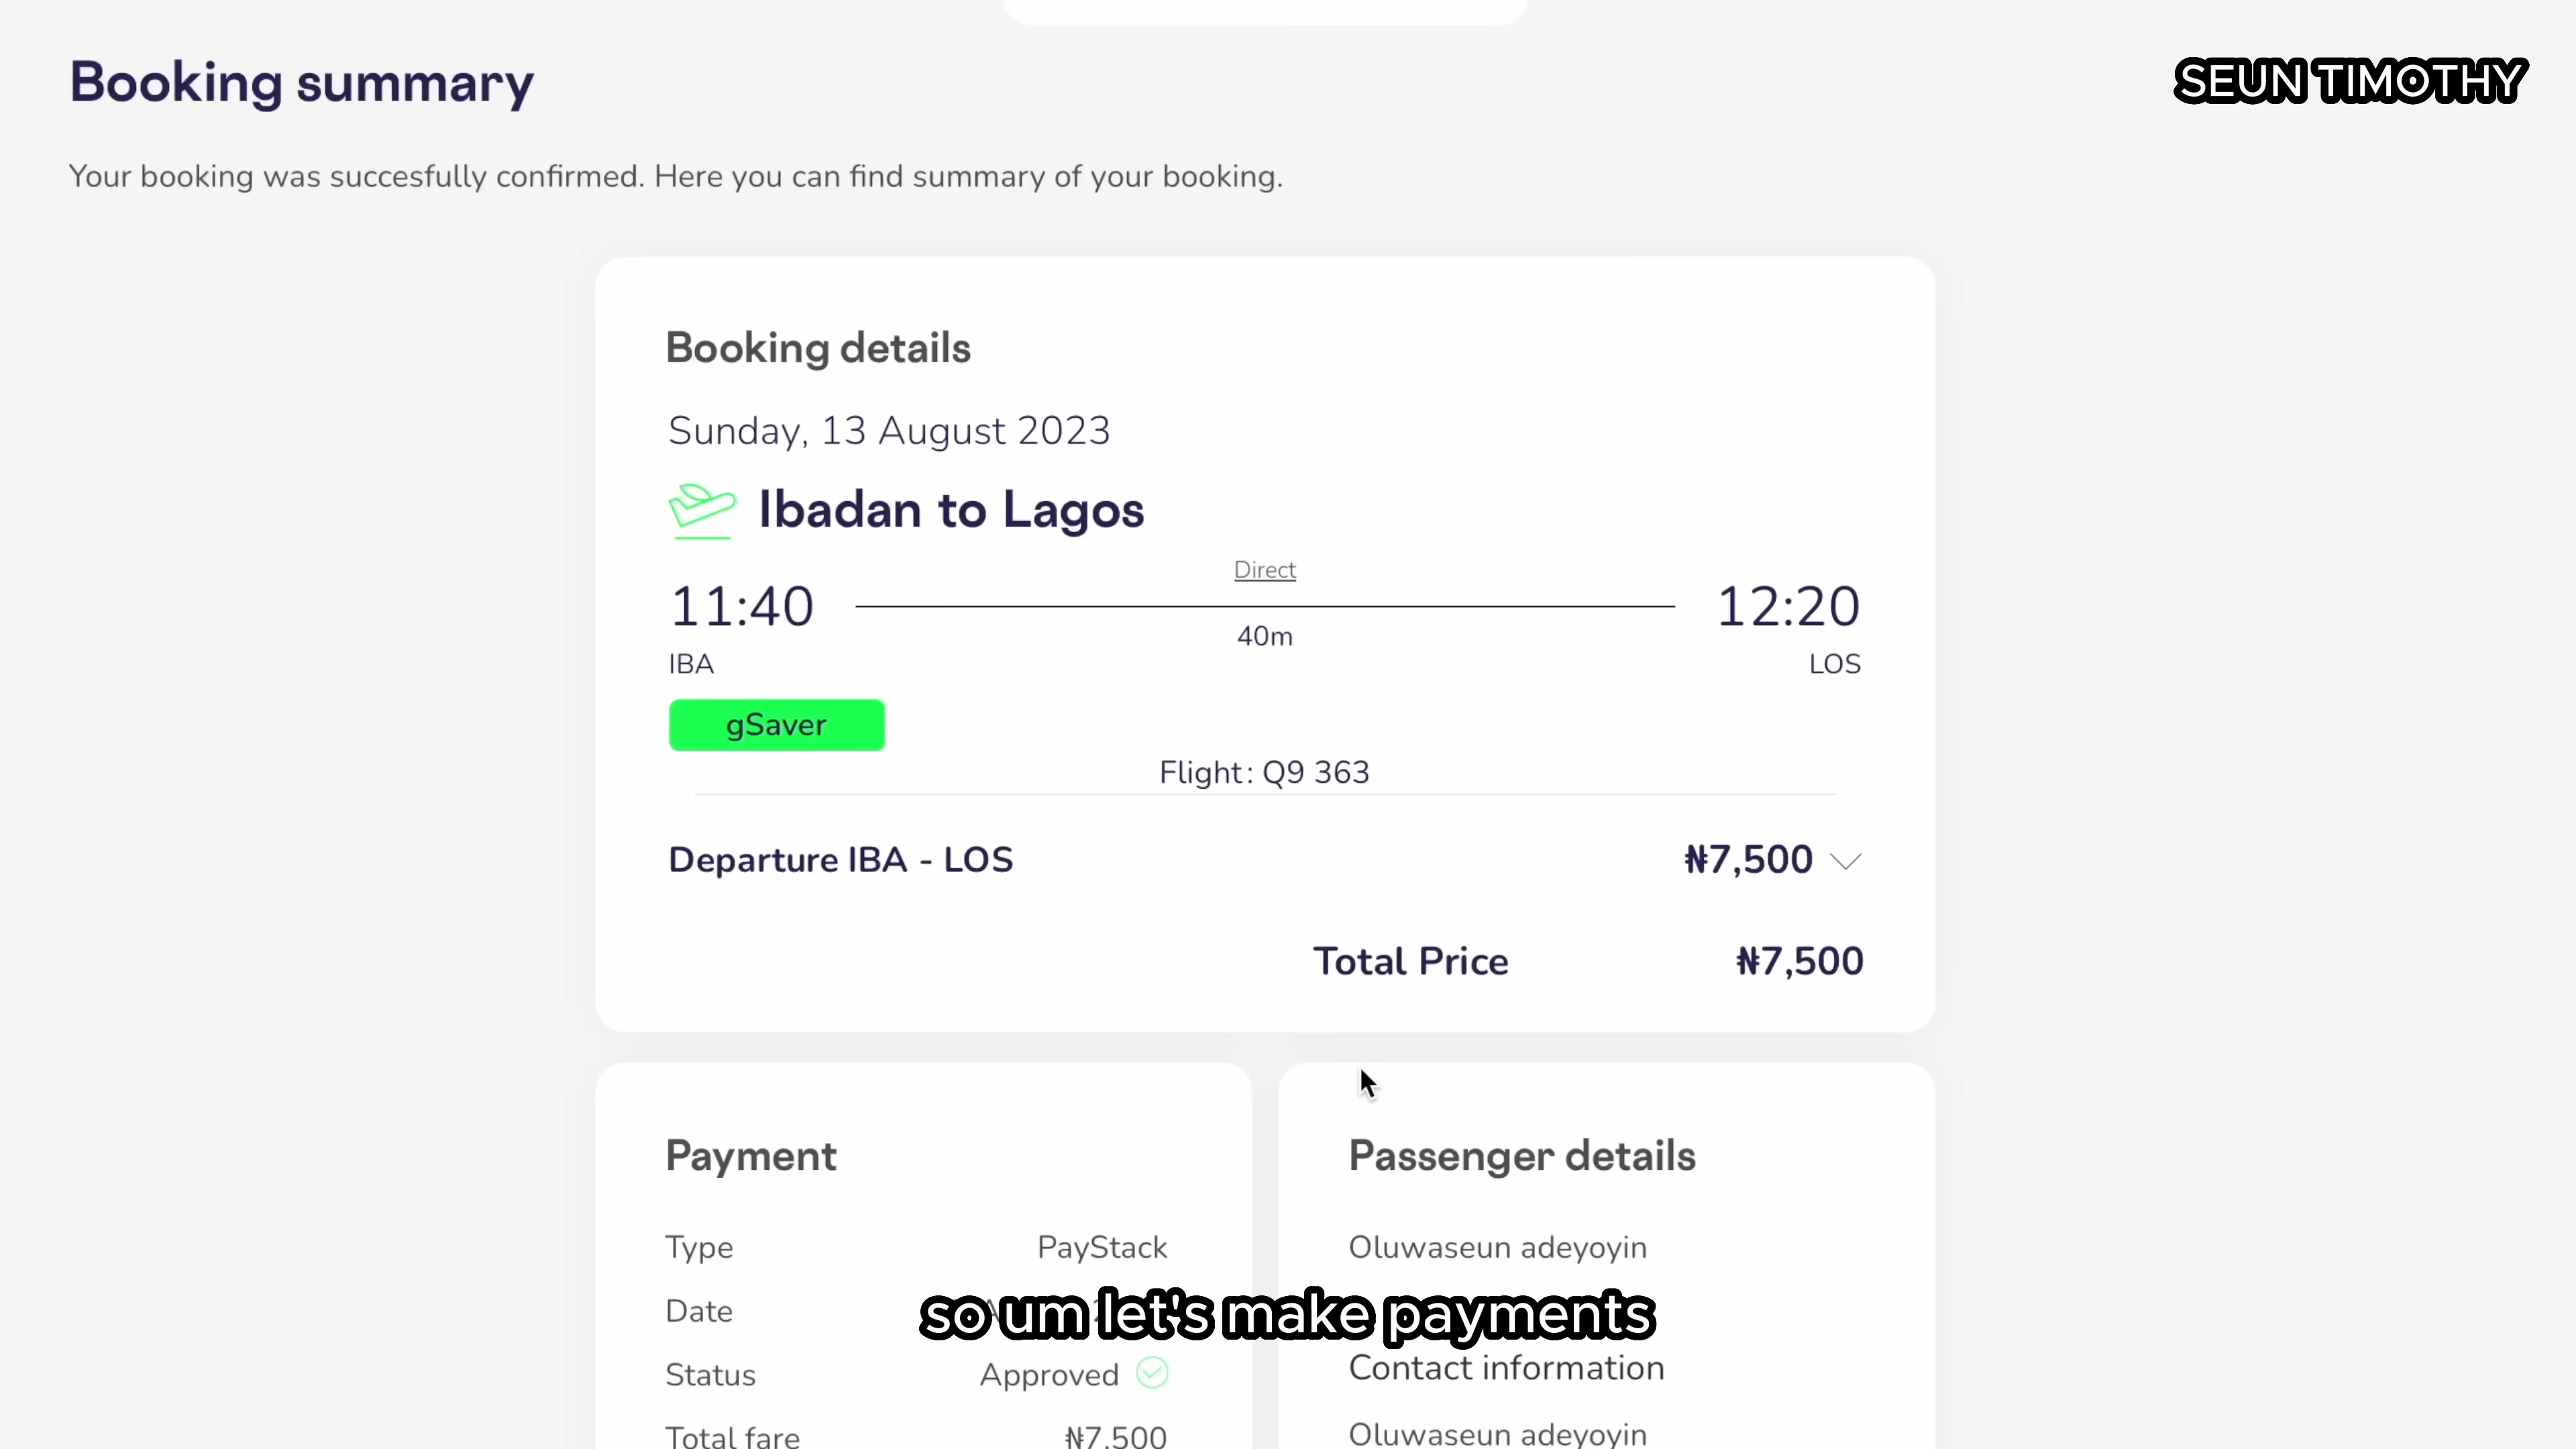 Booking summary
SEUN TIMOTHY
Your booking was succesfully confirmed. Here you can find summary of your booking.
Booking details
Sunday, 13 August 2023
Ibadan to Lagos
Direct
11:40
12:20
40m
IBA
LOS
gSaver
Flight: Q9 363
Departure IBA - LOS
₦7,500
Total Price
₦7,500
Payment
Type
PayStack
Date
Status
Approved
Total fare
₦7,500
Passenger details
Oluwaseun adeyoyin
so um let's make payments
Contact information
Oluwaseun adeyoyin